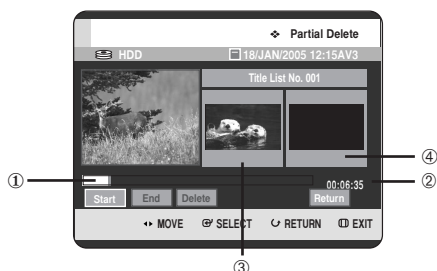 ❖ Partial Delete
HDD 18/JAN/2005 12:15AV3
Title List No. 001
④
①
00:06:35 ②
Start End Delete Return
◂▸ MOVE SELECT RETURN EXIT
③